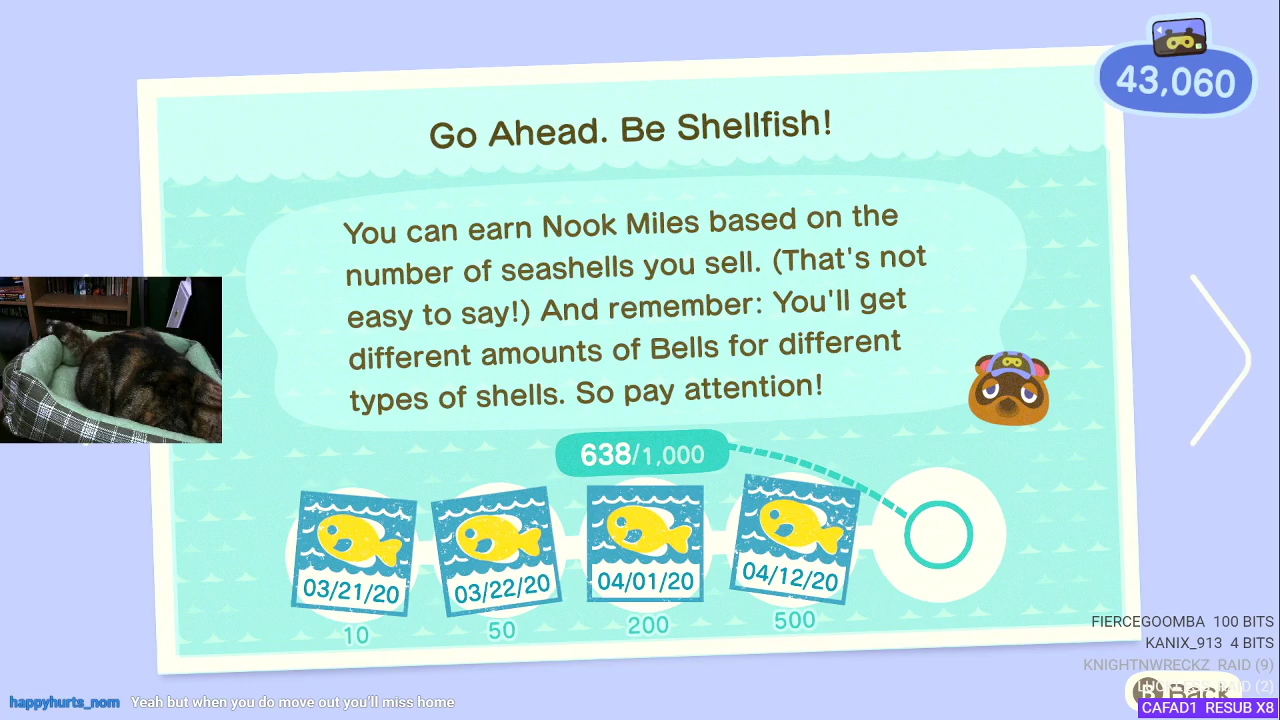 43,060
Go Ahead. Be Shellfish!
You can earn Nook Miles based on the
number of seashells you sell. (That's not
easy to say!) And remember: You'll get
different amounts of Bells for different
types of shells. So pay attention!
638/1,000
03/21/20
03/22/20
04/01/20
04/12/20
10
50
200
500
FIERCEGOOMBA 100 BITS
KANIX_913 4 BITS
KNIGHTNWRECKZ RAID (9)
RAID (2)
B Back
CAFAD1 RESUB X8
happyhurts_nom Yeah but when you do move out you'll miss home